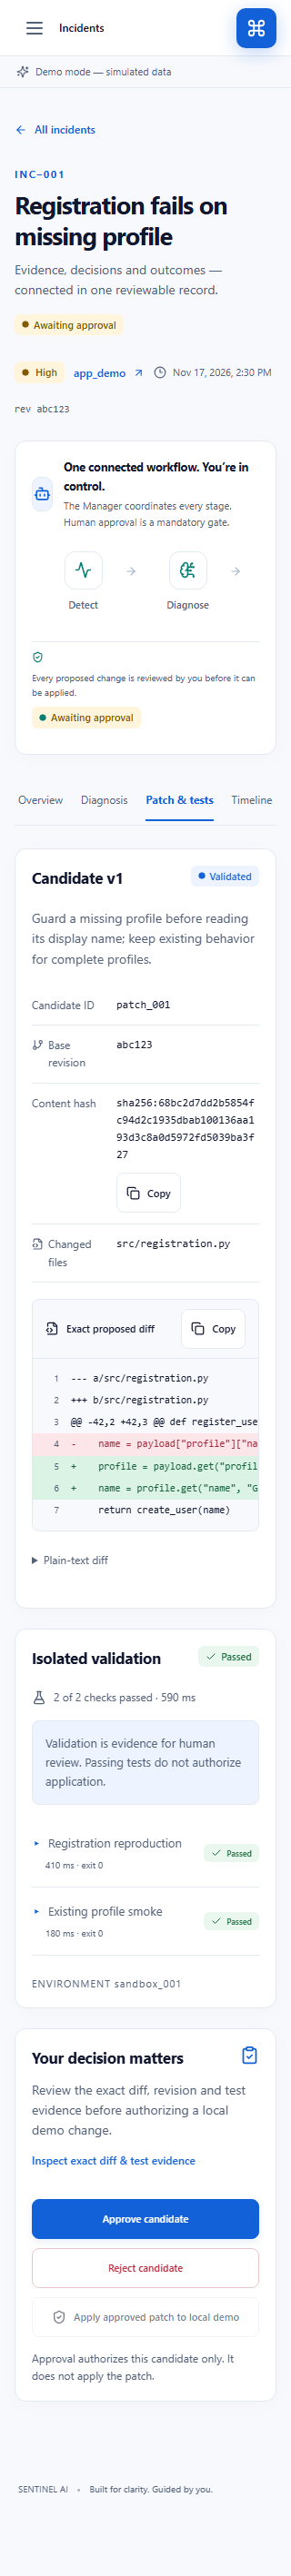 Incidents
Demo mode — simulated data
All incidents
INC-001
Registration fails on
missing profile
Evidence, decisions and outcomes —
connected in one reviewable record.
Awaiting approval
High
app_demo
Nov 17, 2026, 2:30 PM
rev abc123
One connected workflow. You're in
control.
The Manager coordinates every stage.
Human approval is a mandatory gate.
Detect
Diagnose
Every proposed change is reviewed by you before it can
be applied.
Awaiting approval
Overview
Diagnosis
Patch & tests
Timeline
Candidate v1
Validated
Guard a missing profile before reading
its display name; keep existing behavior
for complete profiles.
Candidate ID
patch_001
Base
revision
abc123
Content hash
sha256:68bc2d7dd2b5854f
c94d2c1935dbab100136aa1
93d3c8a0d5972fd5039ba3f
27
Copy
Changed
files
src/registration.py
Exact proposed diff
Copy
1 --- a/src/registration.py
2 +++ b/src/registration.py
3 @@ -42,2 +42,3 @@ def register_use
4 - name = payload["profile"]["na
5 + profile = payload.get("profil
6 + name = profile.get("name", "G
7 return create_user(name)
Plain-text diff
Isolated validation
Passed
2 of 2 checks passed · 590 ms
Validation is evidence for human
review. Passing tests do not authorize
application.
Registration reproduction
410 ms · exit 0
Passed
Existing profile smoke
180 ms · exit 0
Passed
ENVIRONMENT sandbox_001
Your decision matters
Review the exact diff, revision and test
evidence before authorizing a local
demo change.
Inspect exact diff & test evidence
Approve candidate
Reject candidate
Apply approved patch to local demo
Approval authorizes this candidate only. It
does not apply the patch.
SENTINEL AI • Built for clarity. Guided by you.